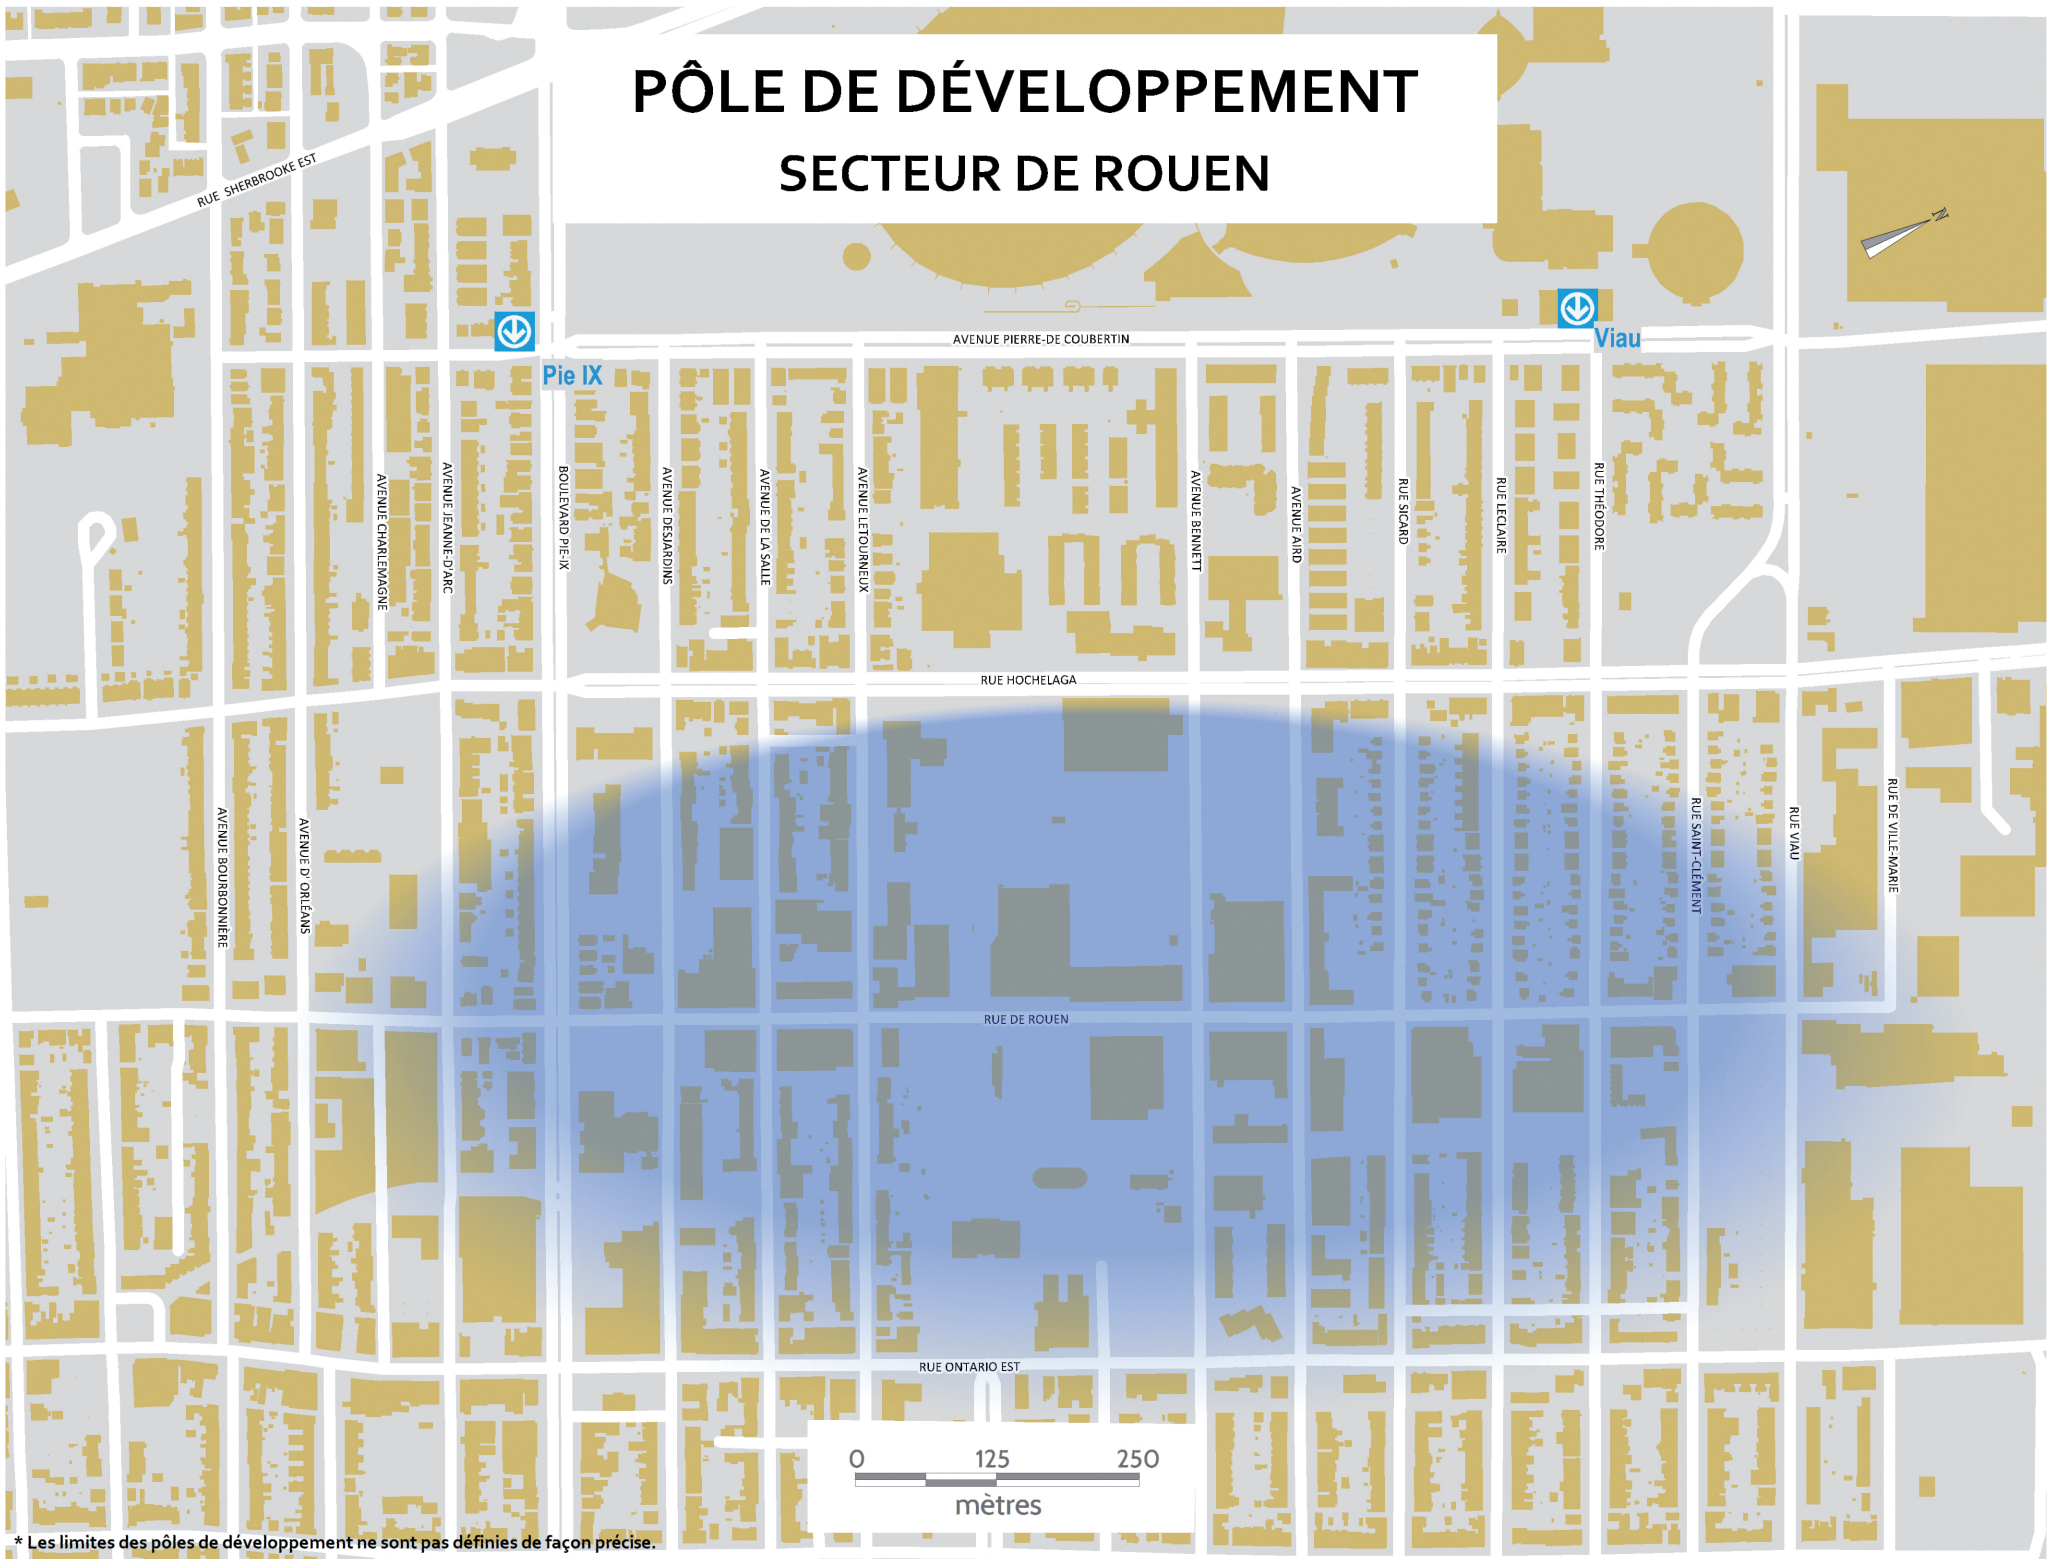 PÔLE DE DÉVELOPPEMENT
SECTEUR DE ROUEN
RUE SHERBROOKE EST
N
AVENUE PIERRE-DE COUBERTIN
Viau
Pie IX
AVENUE CHARLEMAGNE
AVENUE JEANNE-D'ARC
BOULEVARD PIE-IX
AVENUE DESJARDINS
AVENUE DE LA SALLE
AVENUE LETOURNEUX
AVENUE BENNETT
AVENUE AIRD
RUE SICARD
RUE LECLAIRE
RUE THÉODORE
RUE HOCHELAGA
AVENUE BOURBONNIÈRE
AVENUE D' ORLÉANS
RUE SAINT-CLÉMENT
RUE VIAU
RUE DE VILLE-MARIE
RUE DE ROUEN
RUE ONTARIO EST
0 125 250
mètres
* Les limites des pôles de développement ne sont pas définies de façon précise.